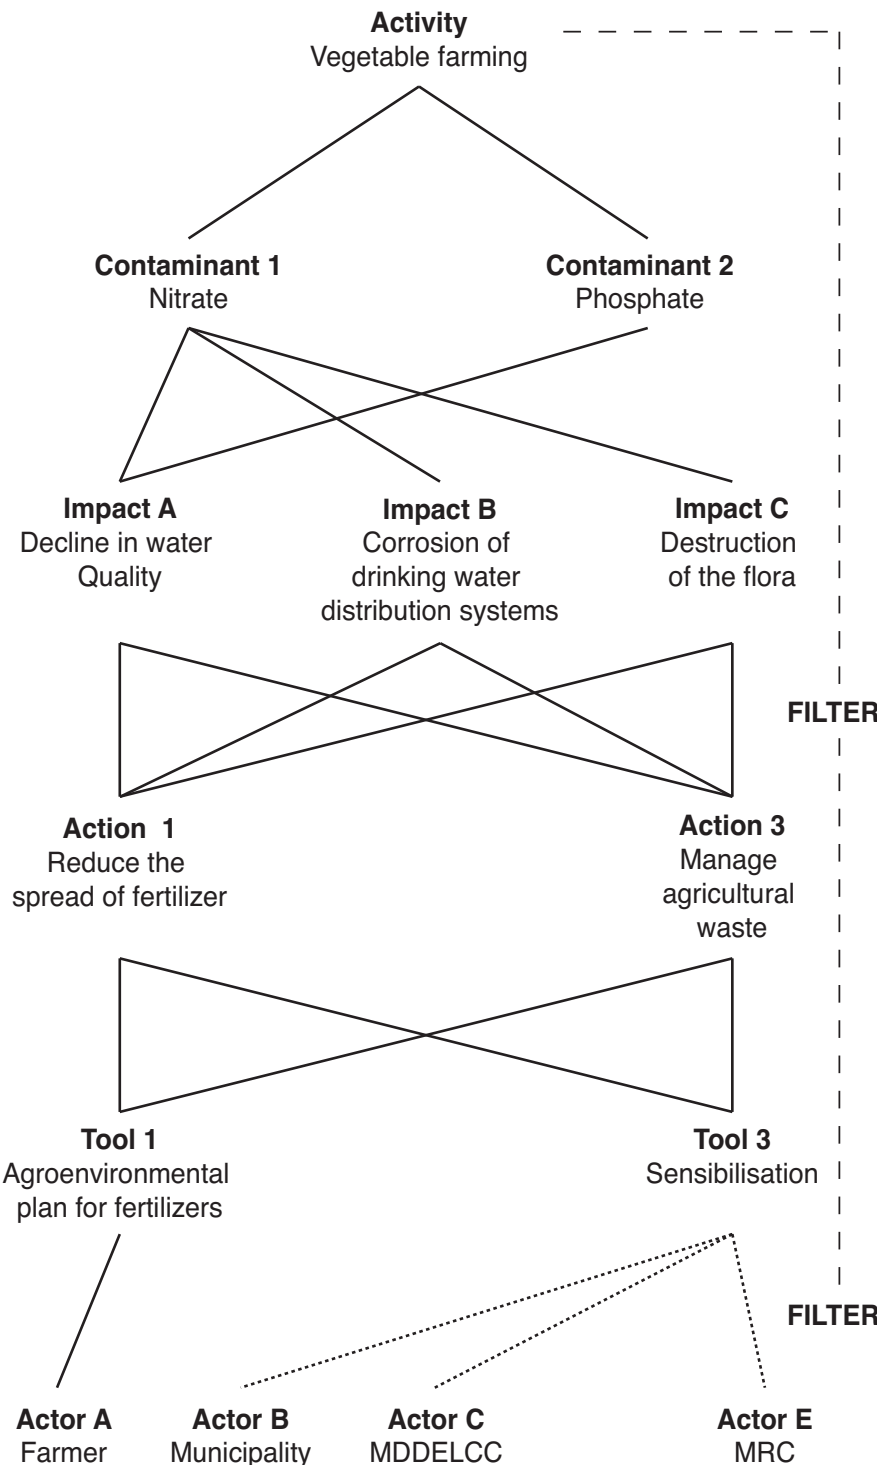 Activity
Vegetable farming
Contaminant 1
Nitrate
Contaminant 2
Phosphate
Impact A
Decline in water
Quality
Impact B
Corrosion of
drinking water
distribution systems
Impact C
Destruction
of the flora
FILTER
Action 1
Reduce the
spread of fertilizer
Action 3
Manage
agricultural
waste
Tool 1
Agroenvironmental
plan for fertilizers
Tool 3
Sensibilisation
FILTER
Actor A
Farmer
Actor B
Municipality
Actor C
MDDELCC
Actor E
MRC